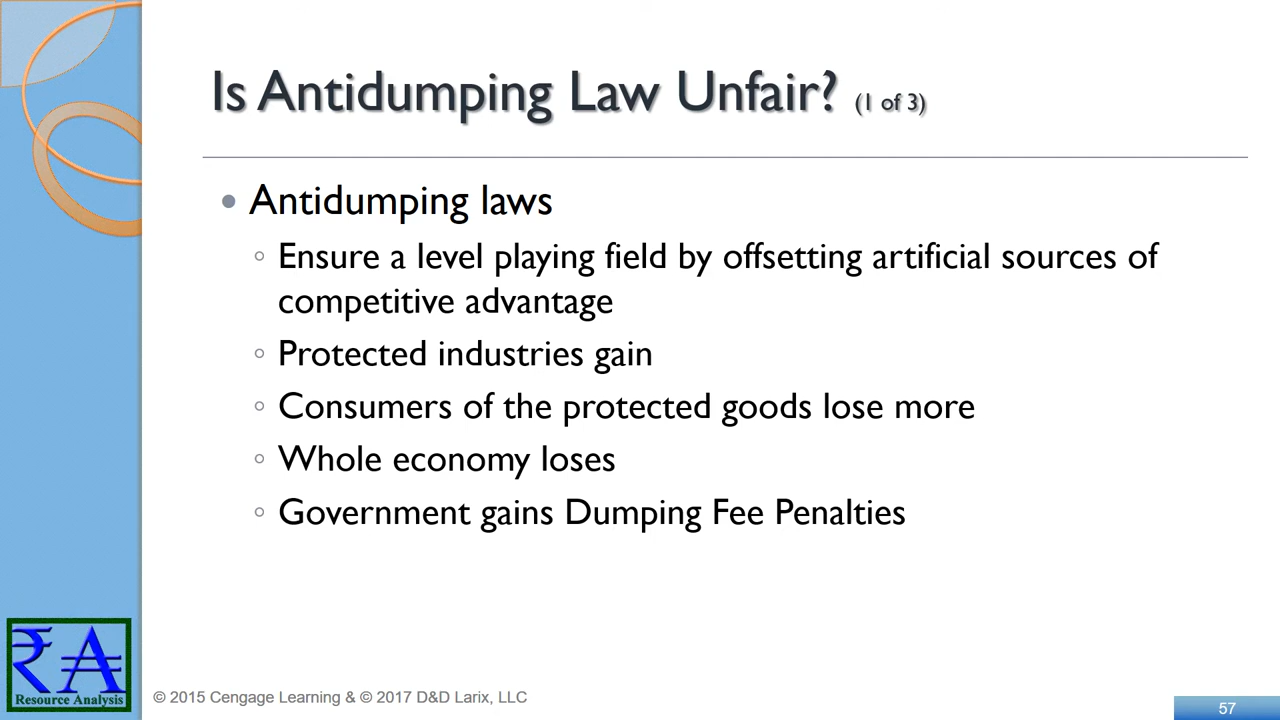 Is Antidumping Law Unfair? (1 of 3)
• Antidumping laws
◦ Ensure a level playing field by offsetting artificial sources of
competitive advantage
◦ Protected industries gain
◦ Consumers of the protected goods lose more
◦ Whole economy loses
◦ Government gains Dumping Fee Penalties
₹ A
Resource Analysis
© 2015 Cengage Learning & © 2017 D&D Larix, LLC
57